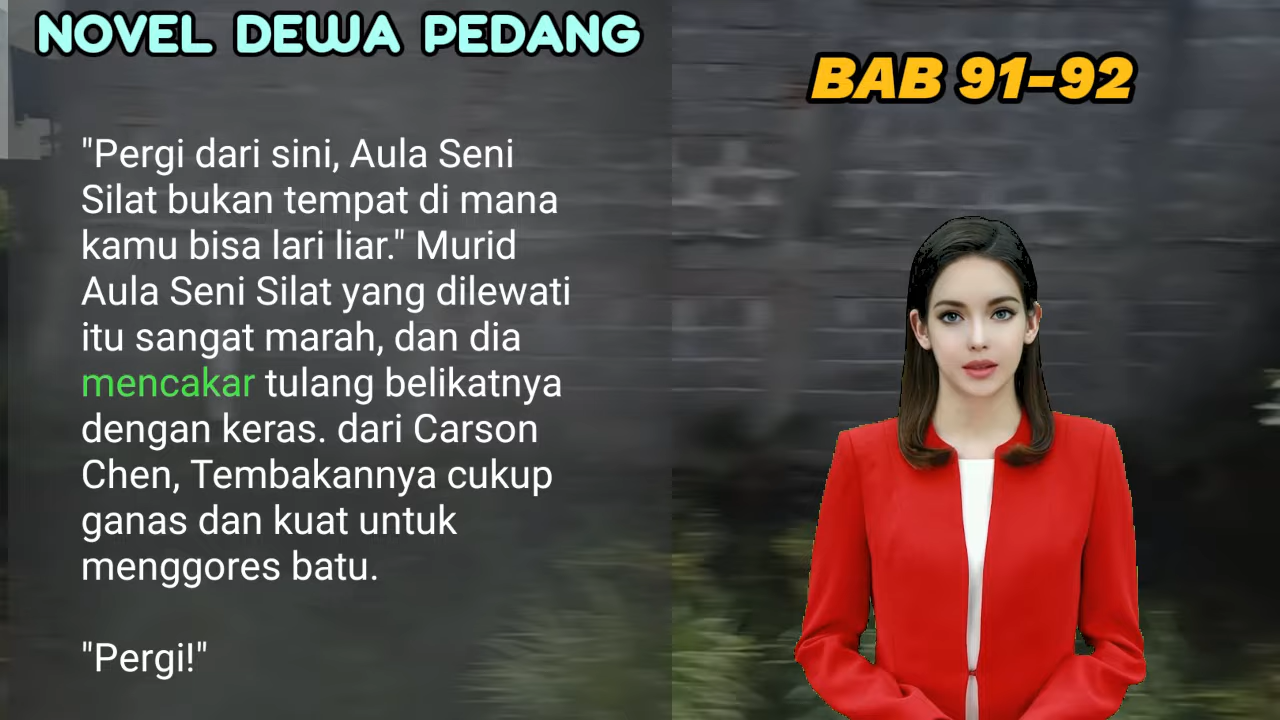 NOVEL DEWA PEDANG
BAB 91-92
"Pergi dari sini, Aula Seni
Silat bukan tempat di mana
kamu bisa lari liar." Murid
Aula Seni Silat yang dilewati
itu sangat marah, dan dia
mencakar tulang belikatnya
dengan keras. dari Carson
Chen, Tembakannya cukup
ganas dan kuat untuk
menggores batu.
"Pergi!"